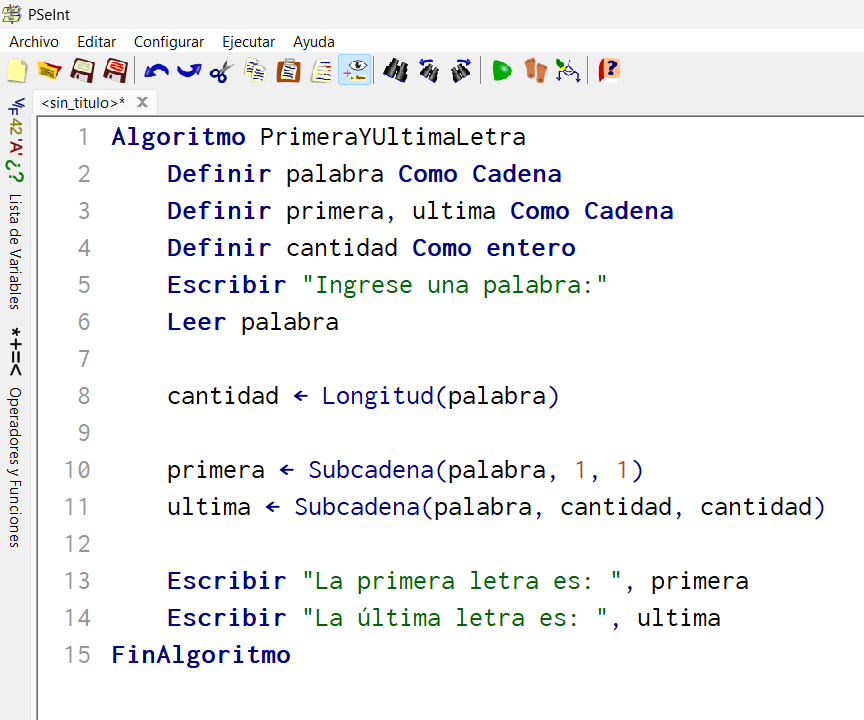 PSeInt
Archivo Editar Configurar Ejecutar Ayuda
<sin_titulo>* X
1 Algoritmo PrimeraYUltimaLetra
2 Definir palabra Como Cadena
3 Definir primera, ultima Como Cadena
4 Definir cantidad Como entero
5 Escribir "Ingrese una palabra:"
6 Leer palabra
7
8 cantidad ← Longitud(palabra)
9
10 primera ← Subcadena(palabra, 1, 1)
11 ultima ← Subcadena(palabra, cantidad, cantidad)
12
13 Escribir "La primera letra es: ", primera
14 Escribir "La última letra es: ", ultima
15 FinAlgoritmo
VF 42 'A' ¿? Lista de Variables
*+=< Operadores y Funciones